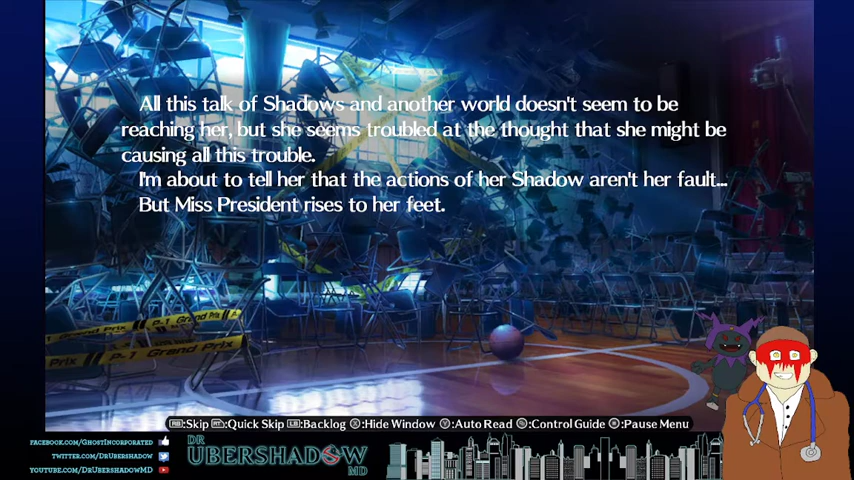 All this talk of Shadows and another world doesn't seem to be
reaching her, but she seems troubled at the thought that she might be
causing all this trouble.
I'm about to tell her that the actions of her Shadow aren't her fault...
But Miss President rises to her feet.
P-1 Grand Prix
Prix P-1 Grand Prix
RB:Skip RT:Quick Skip LB:Backlog X:Hide Window Y:Auto Read :Control Guide :Pause Menu
facebook.com/GhostIncorporated
twitter.com/DrUbershadow
youtube.com/DrUbershadowMD
DR
UBERSHADOW
MD